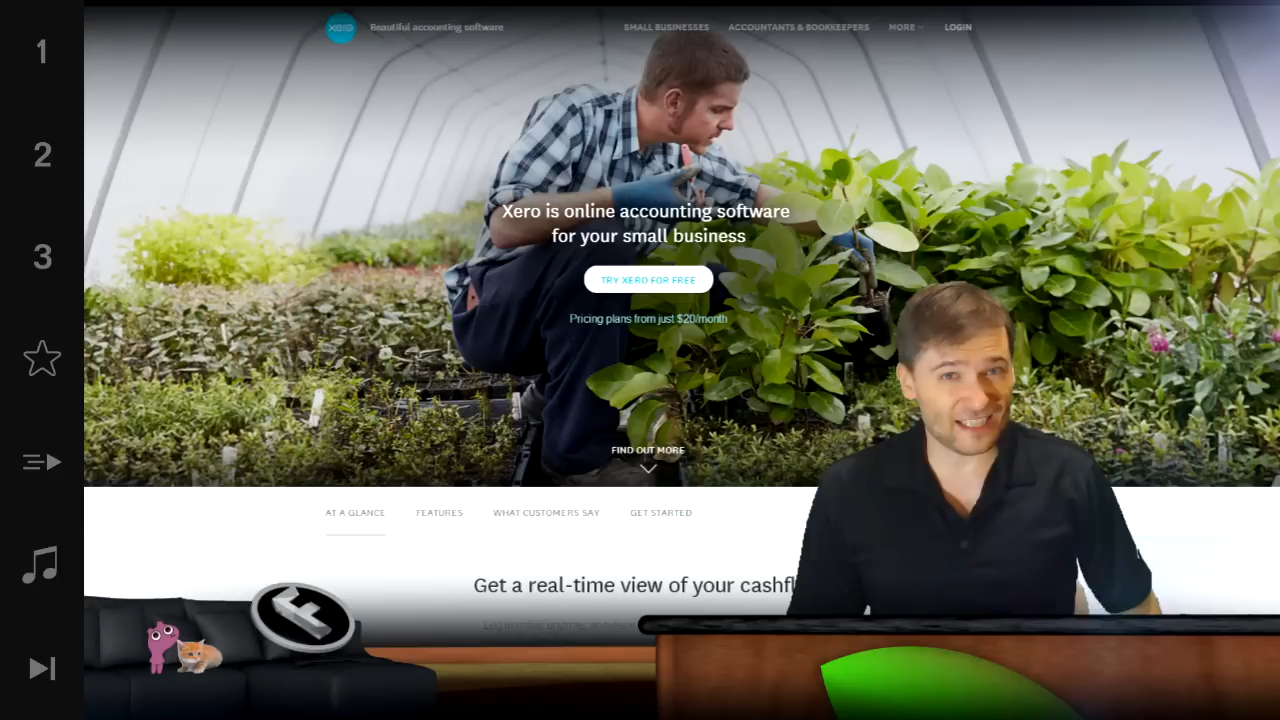 1
2
3
xero
Beautiful accounting software
SMALL BUSINESSES
ACCOUNTANTS & BOOKKEEPERS
MORE
LOGIN
Xero is online accounting software
for your small business
TRY XERO FOR FREE
Pricing plans from just $20/month
FIND OUT MORE
AT A GLANCE
FEATURES
WHAT CUSTOMERS SAY
GET STARTED
Get a real-time view of your cashfl